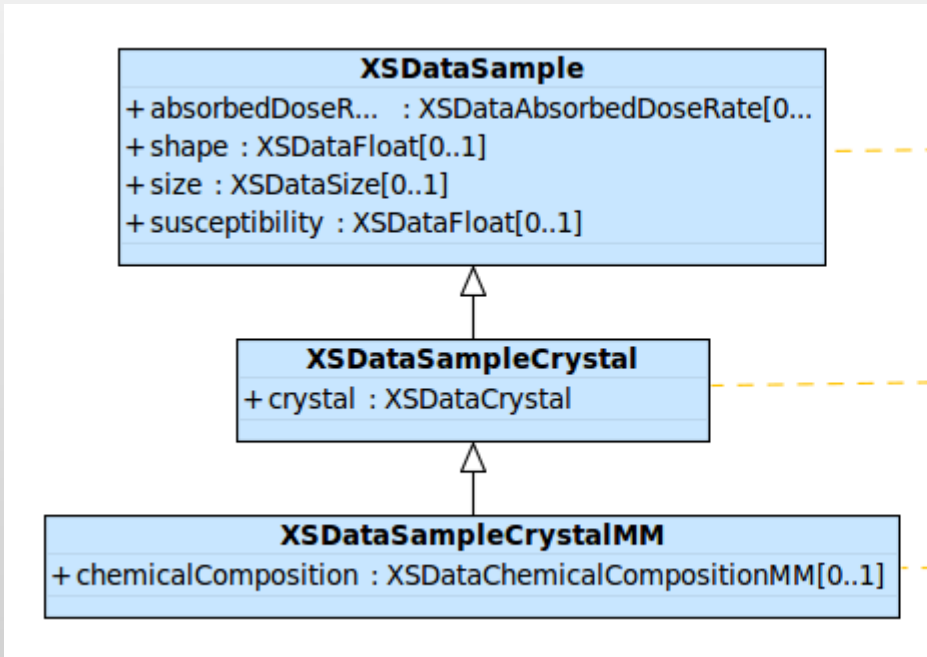 XSDataSample
+ absorbedDoseR... : XSDataAbsorbedDoseRate[0...
+ shape : XSDataFloat[0..1]
+ size : XSDataSize[0..1]
+ susceptibility : XSDataFloat[0..1]
XSDataSampleCrystal
+ crystal : XSDataCrystal
XSDataSampleCrystalMM
+ chemicalComposition : XSDataChemicalCompositionMM[0..1]